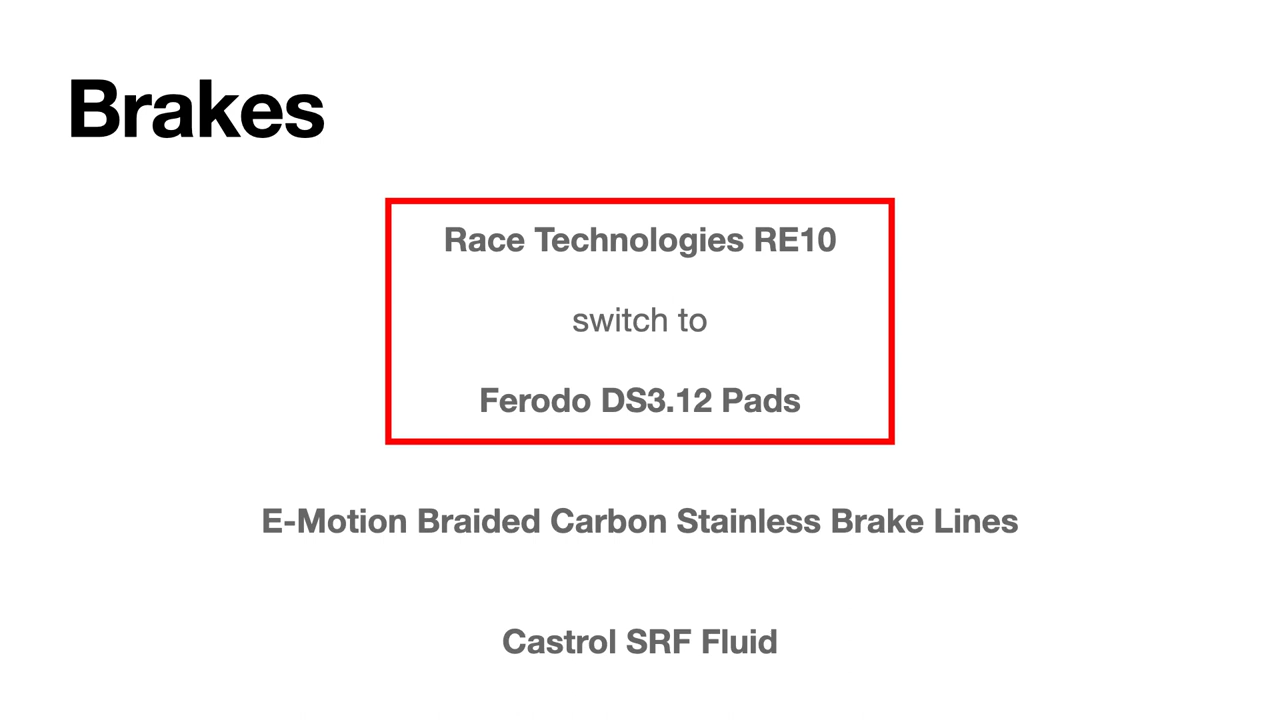 Brakes
Race Technologies RE10
switch to
Ferodo DS3.12 Pads
E-Motion Braided Carbon Stainless Brake Lines
Castrol SRF Fluid